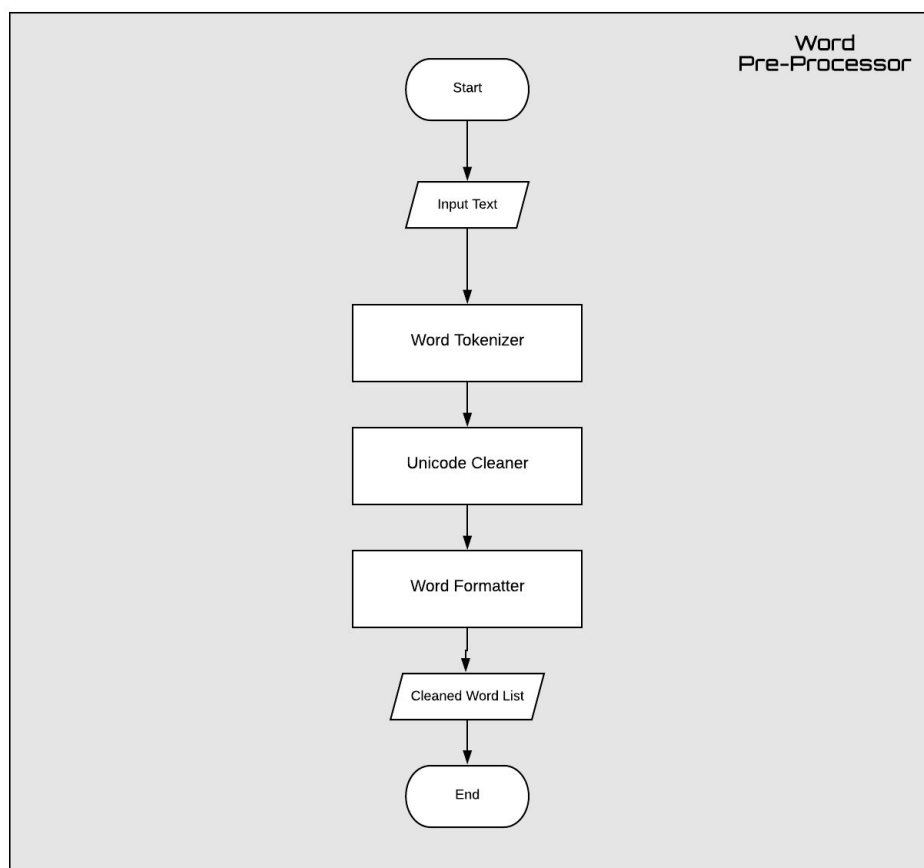 Word
Pre-Processor
Start
Input Text
Word Tokenizer
Unicode Cleaner
Word Formatter
Cleaned Word List
End